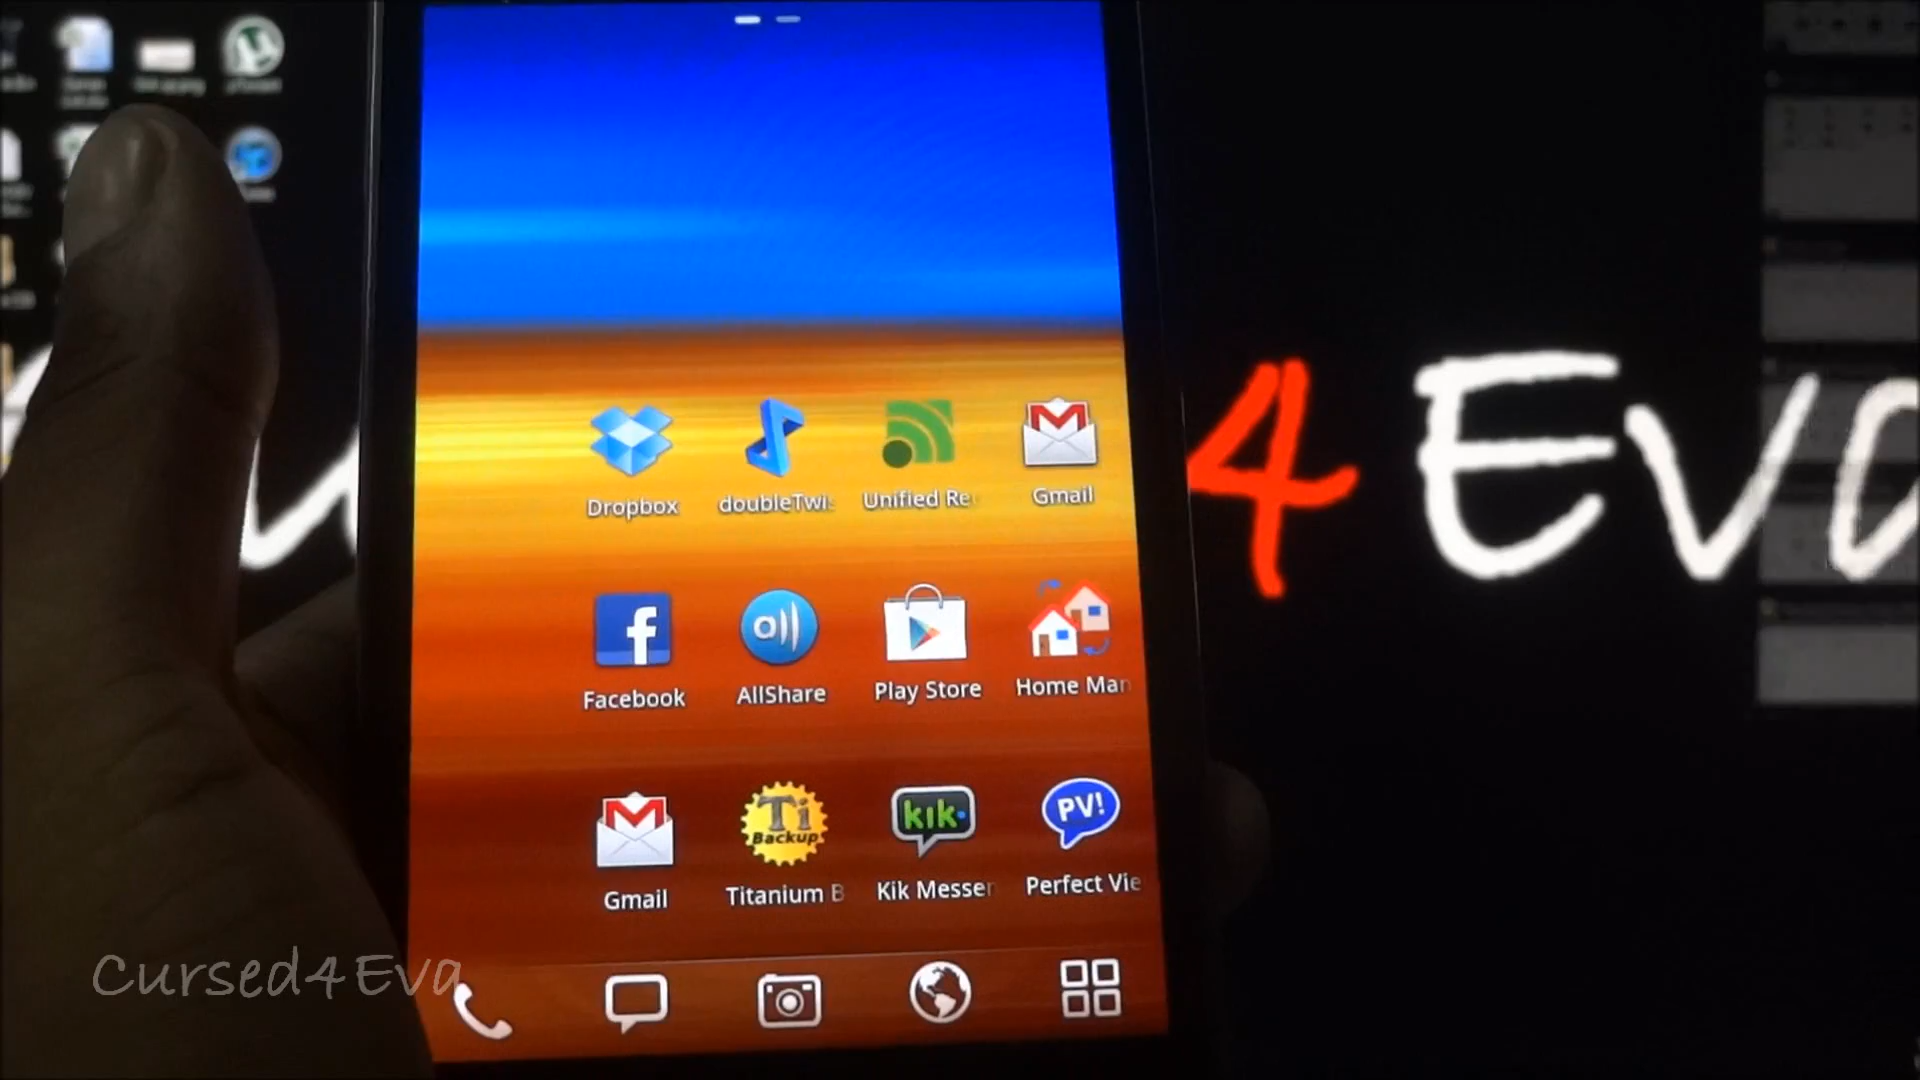 4 Eva
Dropbox
doubleTwi
Unified Re
Gmail
Facebook
AllShare
Play Store
Home Man
PV!
Ti
Backup
kik
Gmail
Titanium B
Kik Messer
Perfect Vie
Cursed4Eva